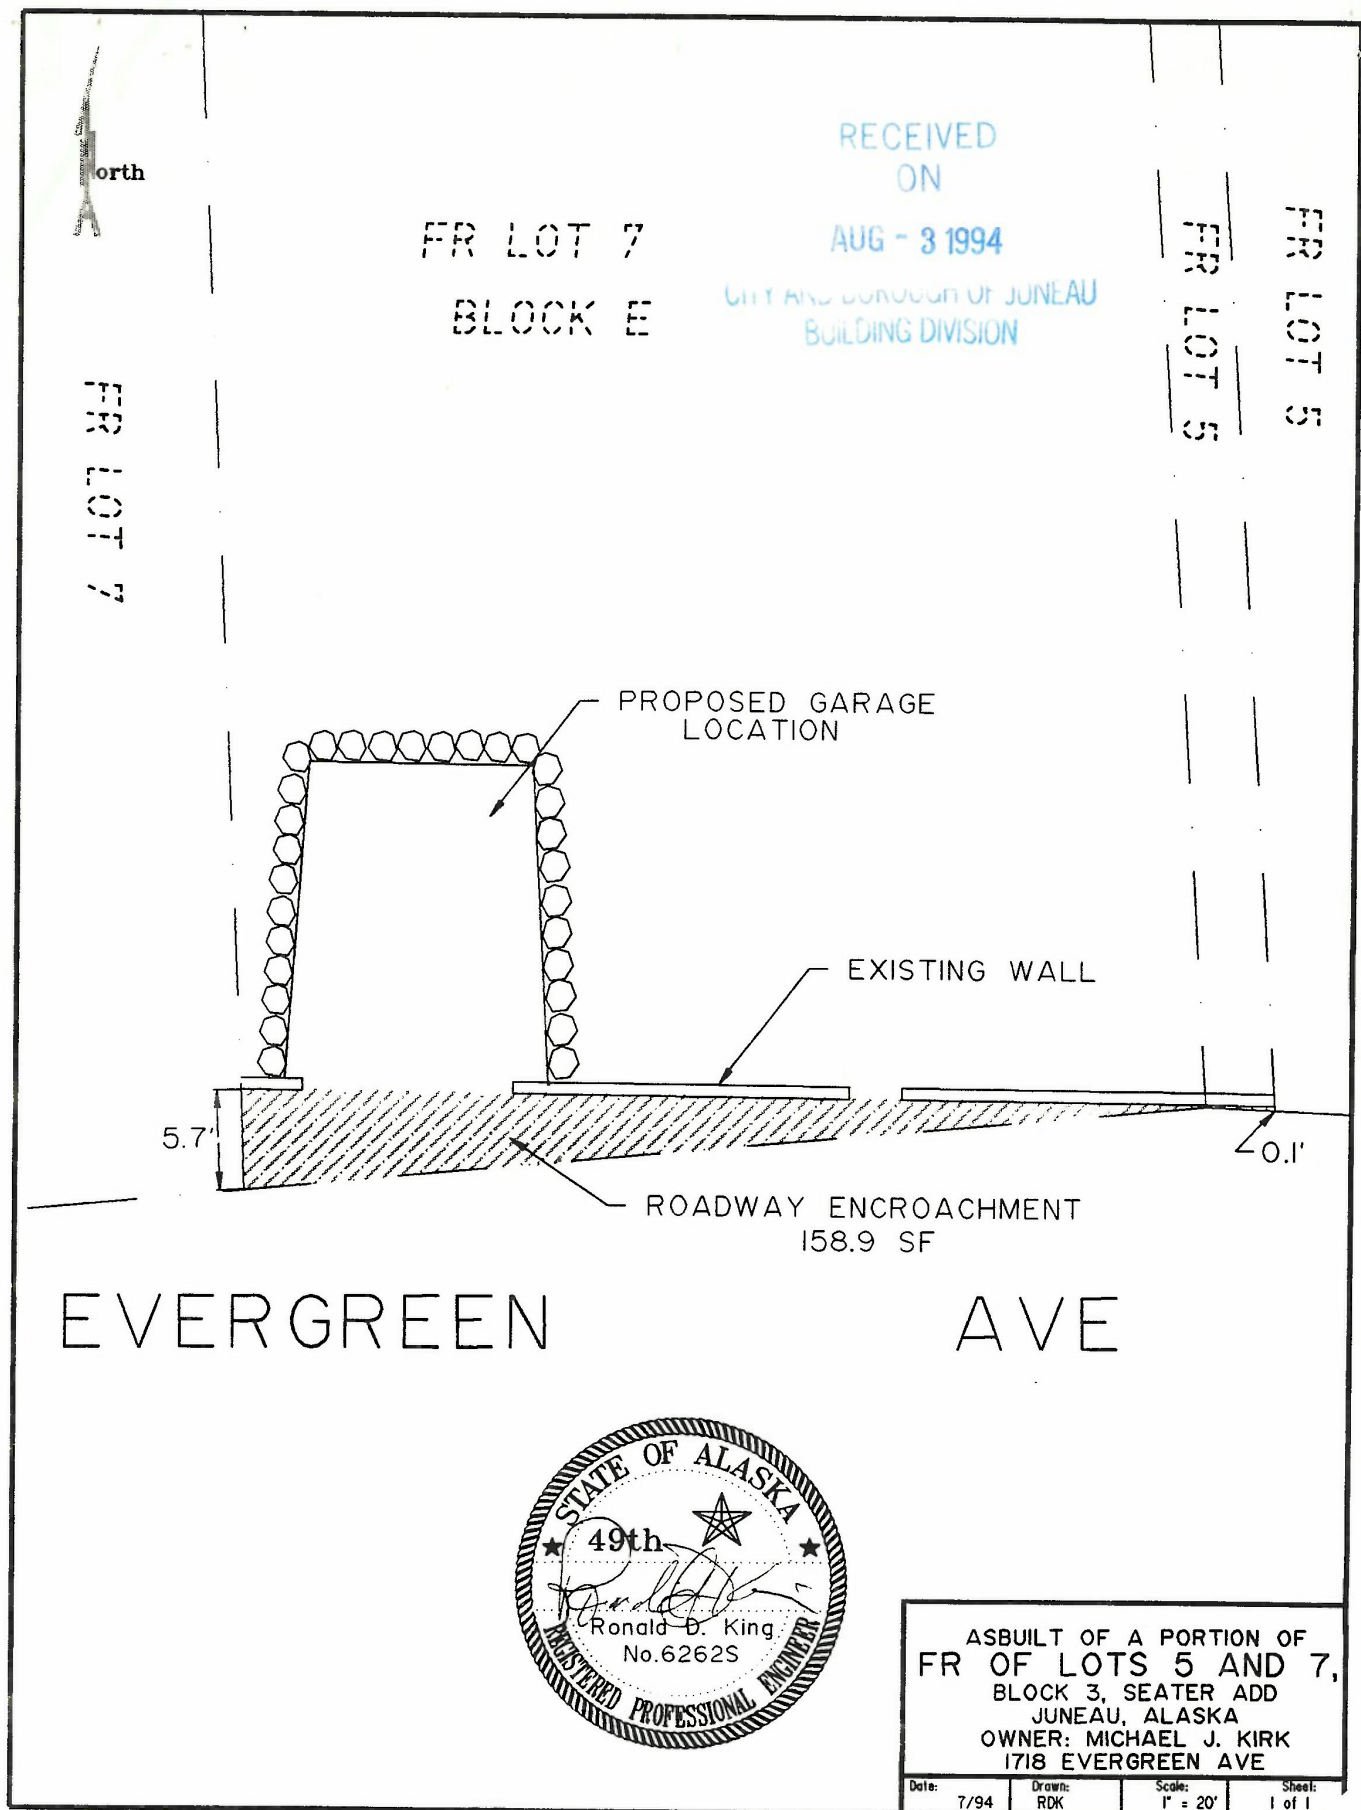 orth
RECEIVED
ON
AUG - 3 1994
CITY AND BOROUGH OF JUNEAU
BUILDING DIVISION
FR LOT 7
BLOCK E
FR LOT 7
FR LOT 5
FR LOT 5
PROPOSED GARAGE
LOCATION
EXISTING WALL
5.7'
0.1'
ROADWAY ENCROACHMENT
158.9 SF
EVERGREEN AVE
STATE OF ALASKA
49th
Ronald D. King
Ronald D. King
No.6262S
REGISTERED PROFESSIONAL ENGINEER
ASBUILT OF A PORTION OF
FR OF LOTS 5 AND 7,
BLOCK 3, SEATER ADD
JUNEAU, ALASKA
OWNER: MICHAEL J. KIRK
1718 EVERGREEN AVE
Date: Drawn: Scale: Sheet:
7/94 RDK 1" = 20' 1 of 1